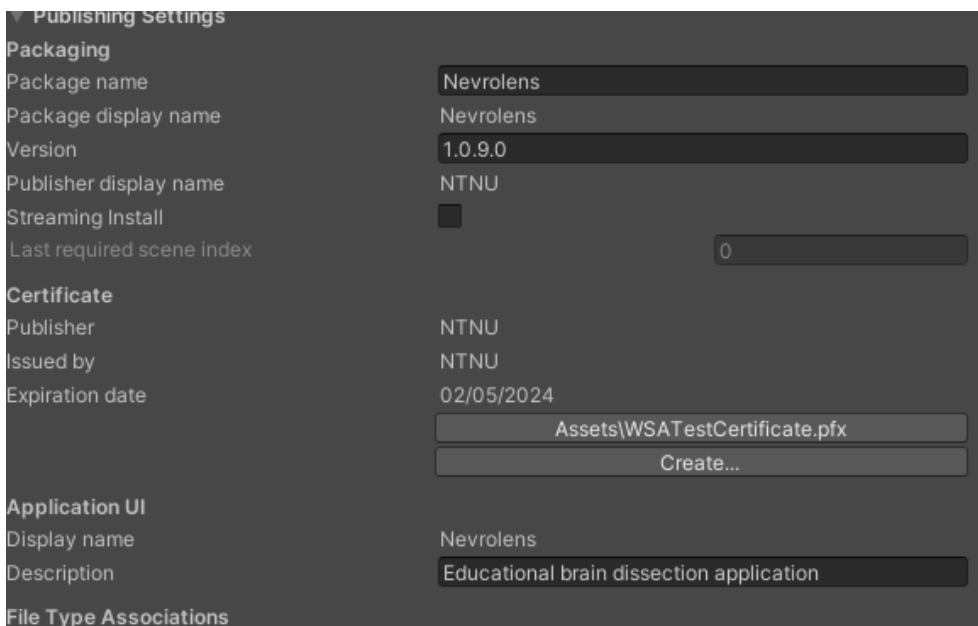 Publishing Settings
Packaging
Package name Nevrolens
Package display name Nevrolens
Version 1.0.9.0
Publisher display name NTNU
Streaming Install
Last required scene index 0
Certificate
Publisher NTNU
Issued by NTNU
Expiration date 02/05/2024
Assets\WSATestCertificate.pfx
Create...
Application UI
Display name Nevrolens
Description Educational brain dissection application
File Type Associations